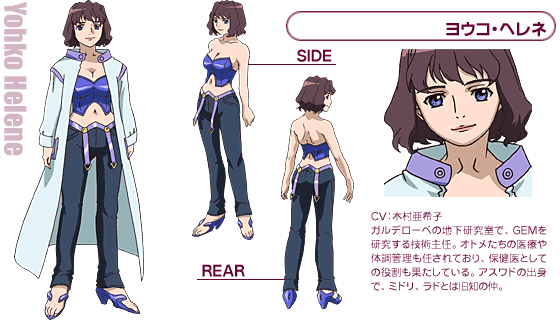 Yohko Helene
ヨウコ・ヘレネ
SIDE
REAR
CV：木村亜希子
ガルデローベの地下研究室で、GEMを
研究する技術主任。オトメたちの医療や
体調管理も任されており、保健医として
の役割も果たしている。アスワドの出身
で、ミドリ、ラドとは旧知の仲。